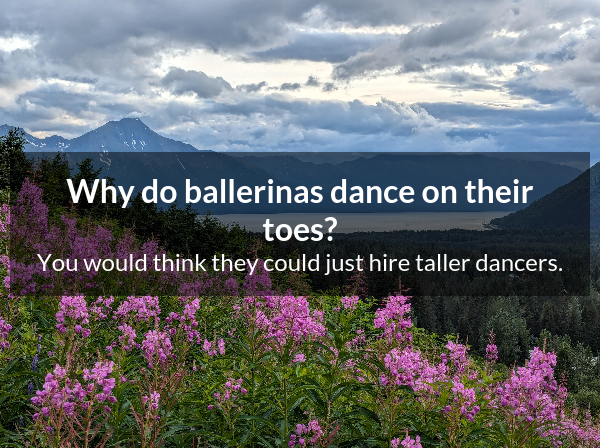 Why do ballerinas dance on their
toes?
You would think they could just hire taller dancers.